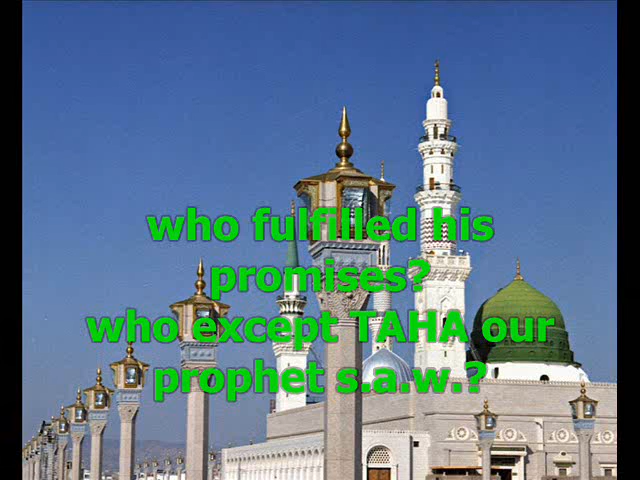 who fulfilled his
promises?
who except TAHA our
prophet s.a.w.?